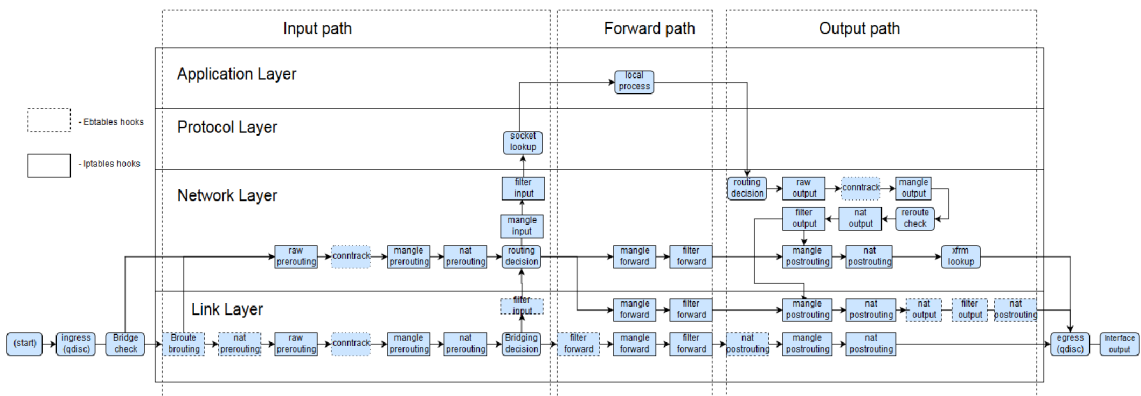 Input path
Forward path
Output path
Application Layer
local
process
- Ebtables hooks
Protocol Layer
socket
lookup
- Iptables hooks
Network Layer
filter
input
mangle
input
routing
decision
raw
output
conntrack
mangle
output
filter
output
nat
output
reroute
check
raw
prerouting
conntrack
mangle
prerouting
nat
prerouting
routing
decision
mangle
forward
filter
forward
mangle
postrouting
nat
postrouting
xfrm
lookup
Link Layer
filter
input
mangle
forward
filter
forward
mangle
postrouting
nat
postrouting
nat
output
filter
output
nat
postrouting
(start)
ingress
(qdisc)
Bridge
check
Broute
brouting
nat
prerouting
raw
prerouting
conntrack
mangle
prerouting
nat
prerouting
Bridging
decision
filter
forward
mangle
forward
filter
forward
nat
postrouting
mangle
postrouting
nat
postrouting
egress
(qdisc)
Interface
output